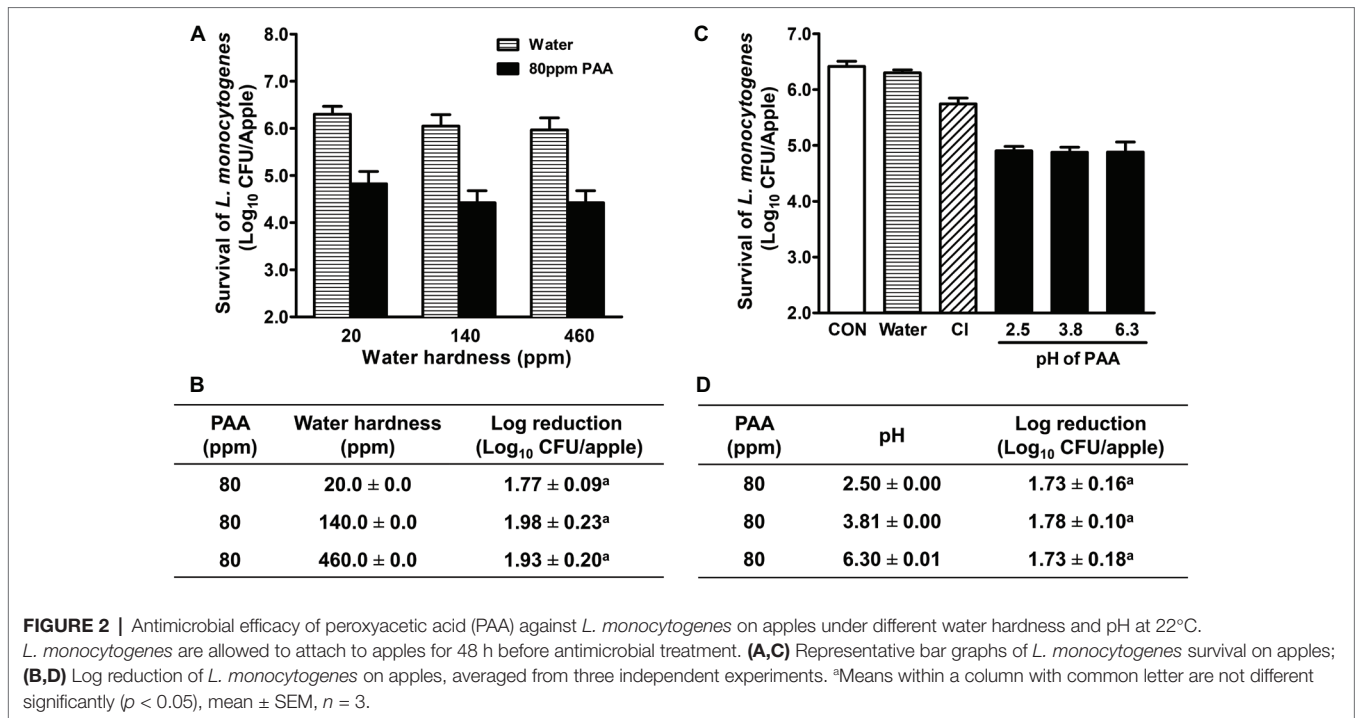 A
Survival of L. monocytogenes
(Log₁₀ CFU/Apple)
8.0
7.0
6.0
5.0
4.0
3.0
2.0
Water
80ppm PAA
20 140 460
Water hardness (ppm)
C
Survival of L. monocytogenes
(Log₁₀ CFU/Apple)
7.0
6.0
5.0
4.0
3.0
2.0
CON Water Cl 2.5 3.8 6.3
pH of PAA
B
PAA Water hardness Log reduction
(ppm) (ppm) (Log₁₀ CFU/apple)
80 20.0 ± 0.0 1.77 ± 0.09ᵃ
80 140.0 ± 0.0 1.98 ± 0.23ᵃ
80 460.0 ± 0.0 1.93 ± 0.20ᵃ
D
PAA pH Log reduction
(ppm) (Log₁₀ CFU/apple)
80 2.50 ± 0.00 1.73 ± 0.16ᵃ
80 3.81 ± 0.00 1.78 ± 0.10ᵃ
80 6.30 ± 0.01 1.73 ± 0.18ᵃ
FIGURE 2 | Antimicrobial efficacy of peroxyacetic acid (PAA) against L. monocytogenes on apples under different water hardness and pH at 22°C.
L. monocytogenes are allowed to attach to apples for 48 h before antimicrobial treatment. (A,C) Representative bar graphs of L. monocytogenes survival on apples;
(B,D) Log reduction of L. monocytogenes on apples, averaged from three independent experiments. ᵃMeans within a column with common letter are not different
significantly (p < 0.05), mean ± SEM, n = 3.